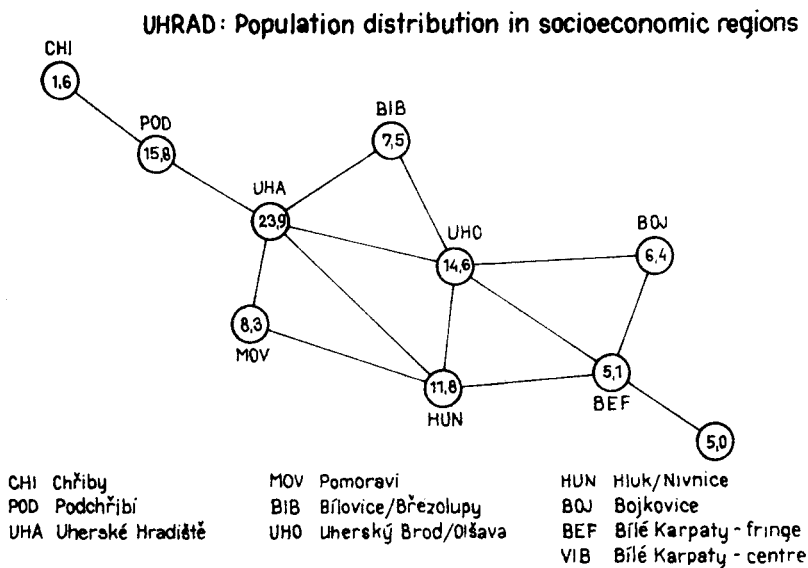 UHRAD: Population distribution in socioeconomic regions
CHI
1,6
POD
15,8
BIB
7,5
UHA
23,9
UHO
14,6
BOJ
6,4
8,3
MOV
11,8
HUN
5,1
BEF
5,0
CHI Chřiby
POD Podchřibí
UHA Uherské Hradiště
MOV Pomoraví
BIB Bílovice/Březolupy
UHO Uherský Brod/Olšava
HUN Hluk/Nivnice
BOJ Bojkovice
BEF Bílé Karpaty - fringe
VIB Bílé Karpaty - centre